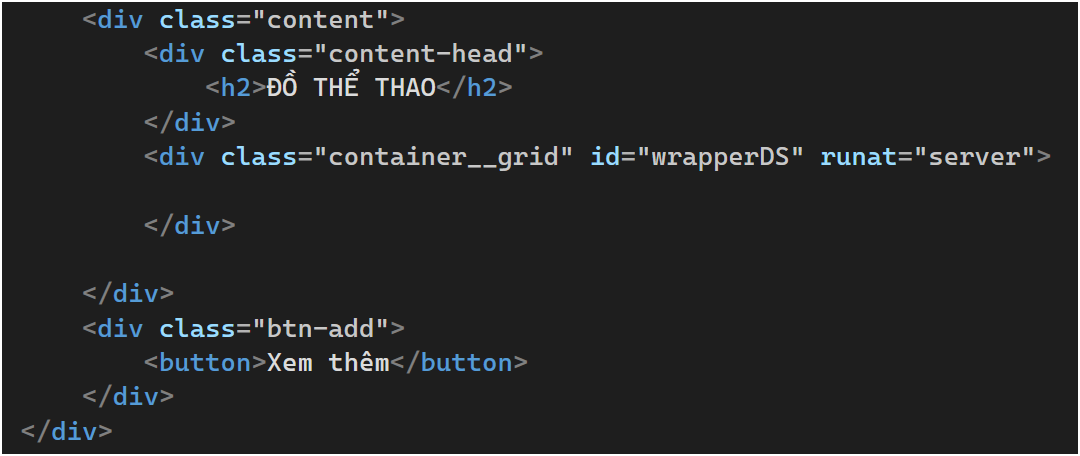 <div class="content">
<div class="content-head">
<h2>ĐỒ THỂ THAO</h2>
</div>
<div class="container__grid" id="wrapperDS" runat="server">
</div>
</div>
<div class="btn-add">
<button>Xem thêm</button>
</div>
</div>